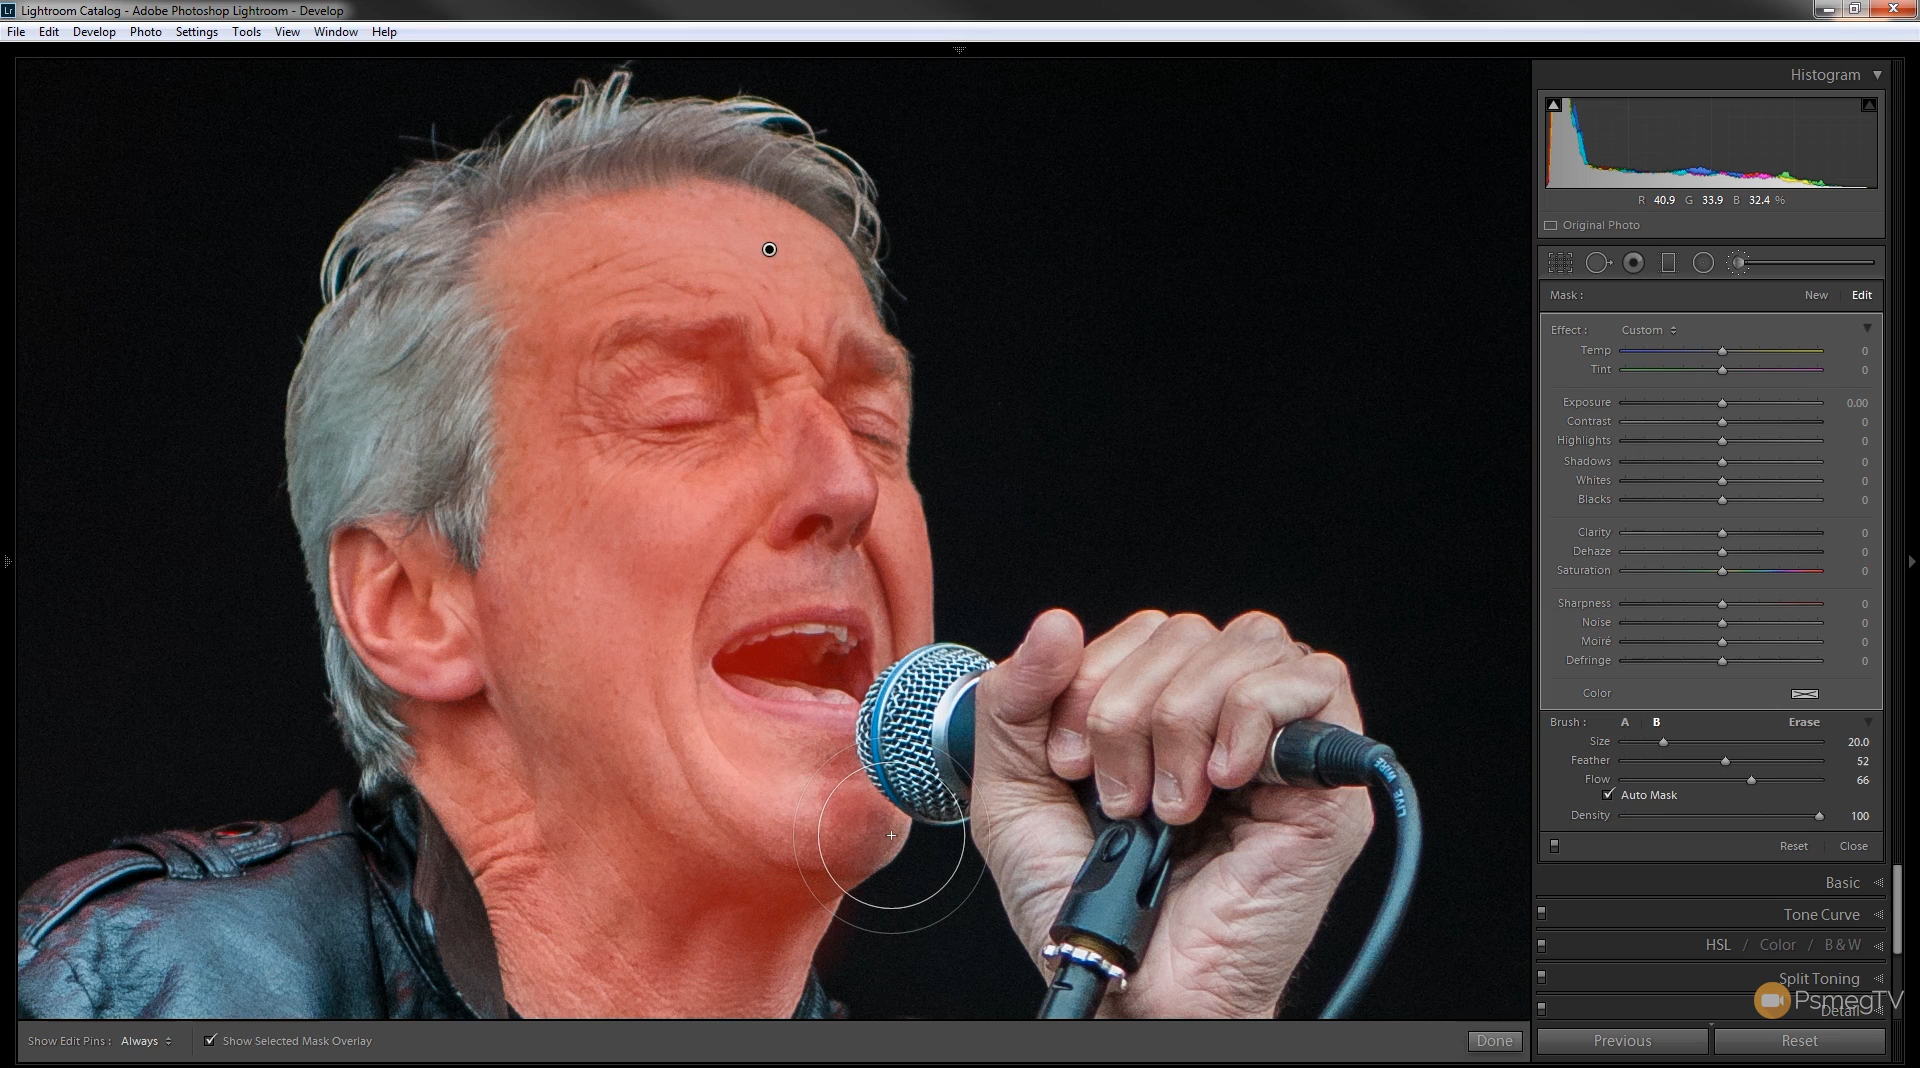 Lr Lightroom Catalog - Adobe Photoshop Lightroom - Develop
File Edit Develop Photo Settings Tools View Window Help
Histogram
R 40.9 G 33.9 B 32.4 %
Original Photo
Mask : New Edit
Effect : Custom
Temp 0
Tint 0
Exposure 0.00
Contrast 0
Highlights 0
Shadows 0
Whites 0
Blacks 0
Clarity 0
Dehaze 0
Saturation 0
Sharpness 0
Noise 0
Moiré 0
Defringe 0
Color
Brush : A B Erase
Size 20.0
Feather 52
Flow 66
Auto Mask
Density 100
Reset Close
Basic
Tone Curve
HSL / Color / B & W
Split Toning
PsmegTV
Detail
LIVE WIRE
Show Edit Pins : Always Show Selected Mask Overlay Done
Previous Reset